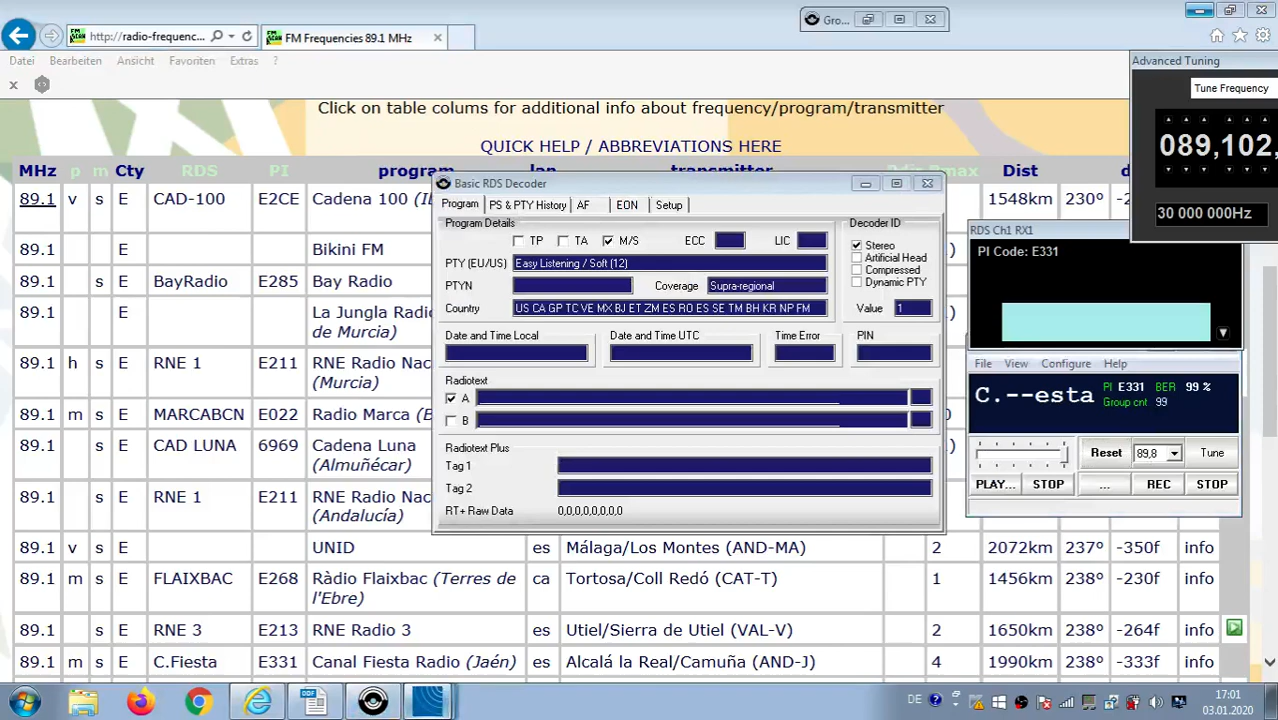 Gro...
http://radio-frequenc...
FM Frequencies 89.1 MHz
Datei Bearbeiten Ansicht Favoriten Extras ?
Click on table colums for additional info about frequency/program/transmitter
QUICK HELP / ABBREVIATIONS HERE
MHz p m Cty RDS PI program lan transmitter Pmax Dist
89.1 v s E CAD-100 E2CE Cadena 100 1548km 230
89.1 E Bikini FM
89.1 s E BayRadio E285 Bay Radio
89.1 E La Jungla
de Murcia)
89.1 h s E RNE 1 E211 RNE Radio
(Murcia)
89.1 m s E MARCABCN E022 Radio Marca
89.1 s E CAD LUNA 6969 Cadena Luna
(Almuñécar)
89.1 s E RNE 1 E211 RNE Radio
(Andalucía)
89.1 v s E UNID es Málaga/Los Montes (AND-MA) 2 2072km 237º -350f info
89.1 m s E FLAIXBAC E268 Ràdio Flaixbac (Terres de ca Tortosa/Coll Redó (CAT-T) 1 1456km 238º -230f info
l'Ebre)
89.1 s E RNE 3 E213 RNE Radio 3 es Utiel/Sierra de Utiel (VAL-V) 2 1650km 238º -264f info
89.1 m s E C.Fiesta E331 Canal Fiesta Radio (Jaén) es Alcalá la Real/Camuña (AND-J) 4 1990km 238º -333f info
Basic RDS Decoder
Program PS & PTY History AF EON Setup
Program Details Decoder ID
TP TA M/S ECC LIC Stereo
Artificial Head
PTY (EU/US) Easy Listening / Soft (12) Compressed
PTYN Coverage Supra-regional Dynamic PTY
Country US CA GP TC VE MX BJ ET ZM ES RO ES SE TM BH KR NP FM Value 1
Date and Time Local Date and Time UTC Time Error PIN
Radiotext
A
B
Radiotext Plus
Tag 1
Tag 2
RT+ Raw Data 0,0,0,0,0,0,0.0
Advanced Tuning
Tune Frequency
089,102,
30 000 000Hz
RDS Ch1 RX1
PI Code: E331
File View Configure Help
C.--esta PI E331 BER 99 %
Group cnt 99
Reset 89,8 Tune
PLAY... STOP ... REC STOP
DE
17:01
03.01.2020